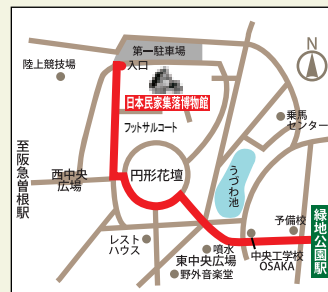 第一駐車場
N
入口
陸上競技場
日本民家集落博物館
フットサルコート
乗馬
センター
至阪急曽根駅
西中央
広場
円形花壇
うづわ池
予備校
緑地公園駅
レスト
ハウス
噴水
東中央広場
野外音楽堂
中央工学校
OSAKA